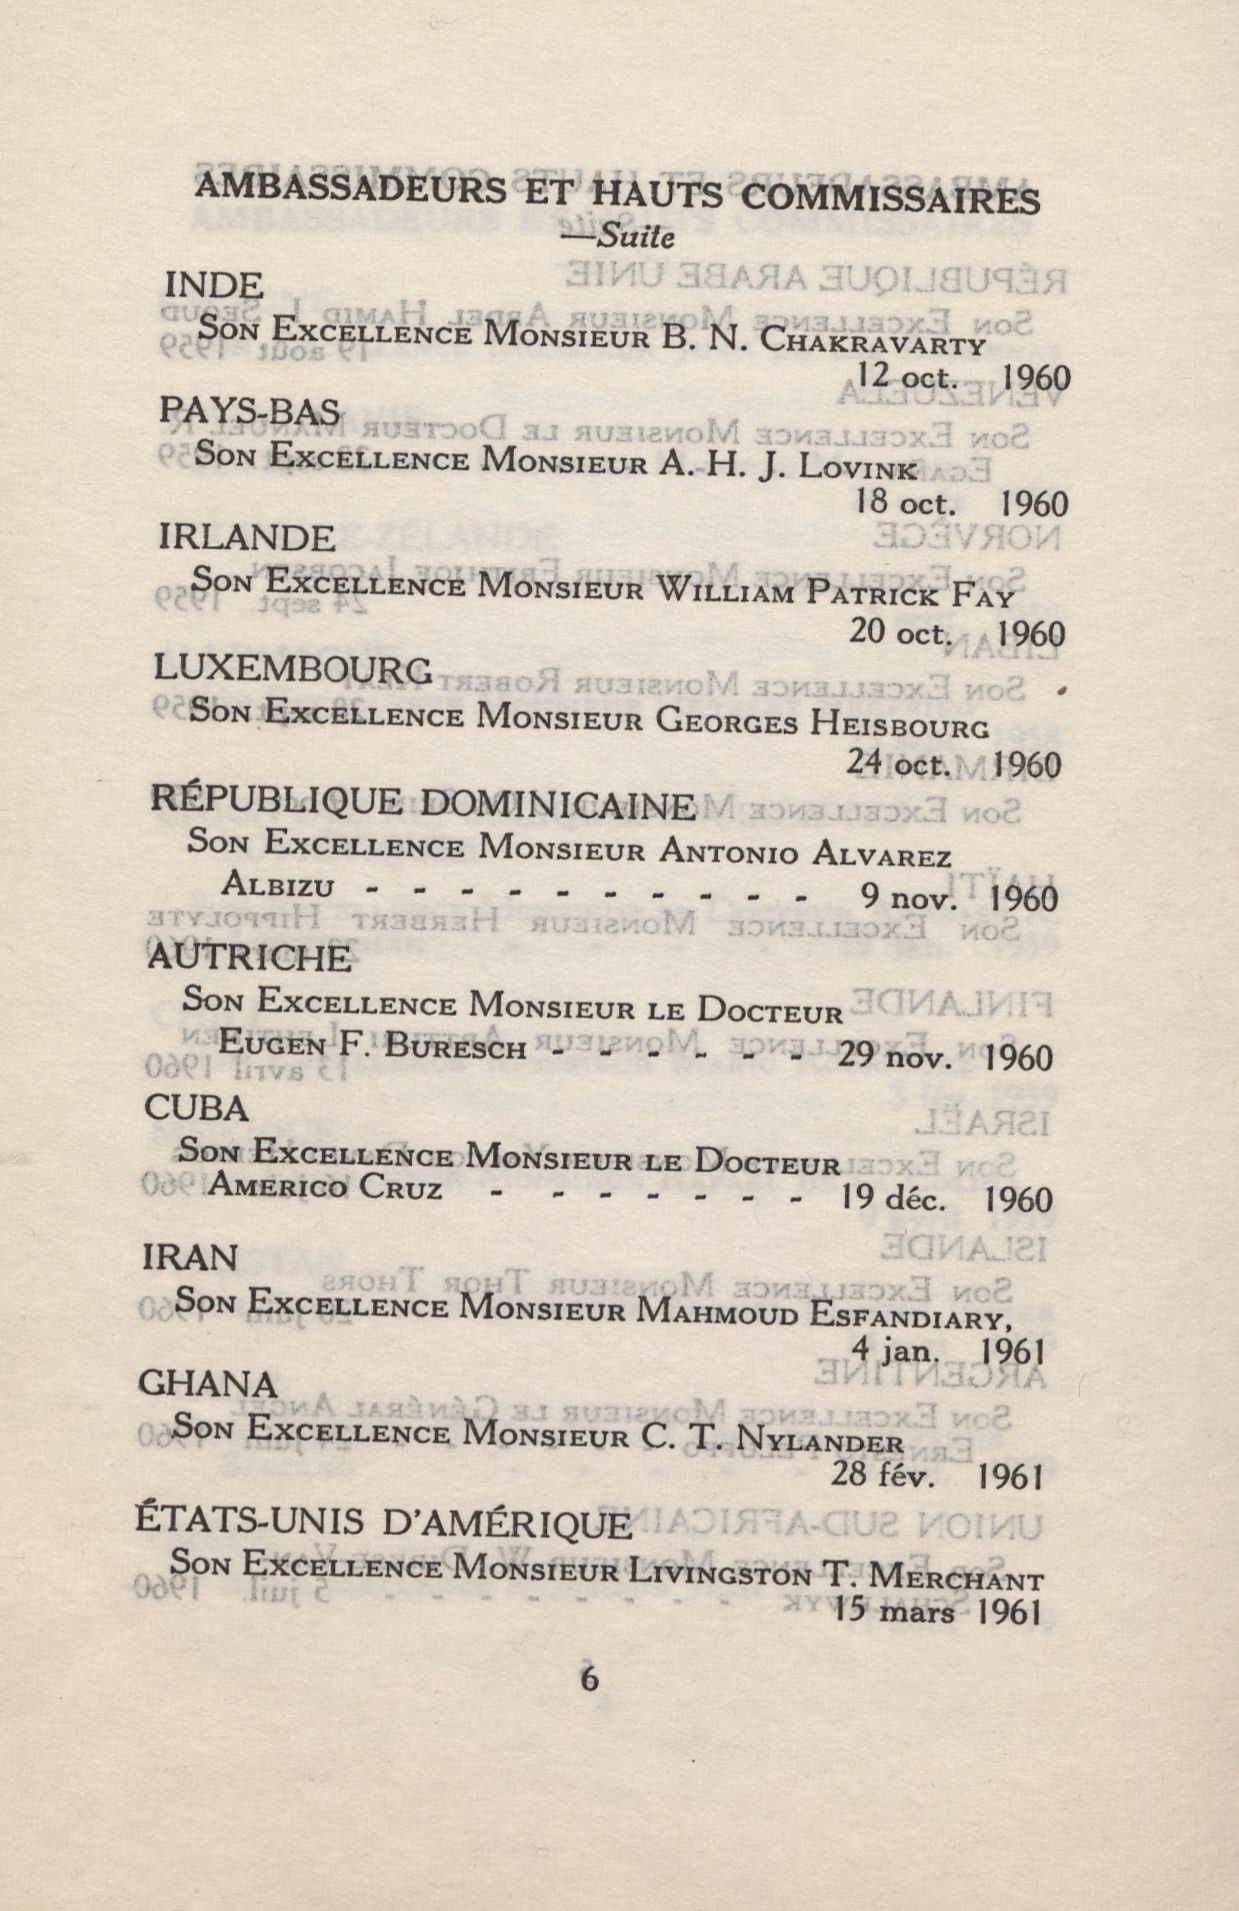 AMBASSADEURS ET HAUTS COMMISSAIRES
—Suite
INDE
SON EXCELLENCE MONSIEUR B. N. CHAKRAVARTY
12 oct. 1960
PAYS-BAS
SON EXCELLENCE MONSIEUR A. H. J. LOVINK
18 oct. 1960
IRLANDE
SON EXCELLENCE MONSIEUR WILLIAM PATRICK FAY
20 oct. 1960
LUXEMBOURG
SON EXCELLENCE MONSIEUR GEORGES HEISBOURG
24 oct. 1960
RÉPUBLIQUE DOMINICAINE
SON EXCELLENCE MONSIEUR ANTONIO ALVAREZ
ALBIZU - - - - - - - - - - 9 nov. 1960
AUTRICHE
SON EXCELLENCE MONSIEUR LE DOCTEUR
EUGEN F. BURESCH - - - - - - 29 nov. 1960
CUBA
SON EXCELLENCE MONSIEUR LE DOCTEUR
AMERICO CRUZ - - - - - - - 19 déc. 1960
IRAN
SON EXCELLENCE MONSIEUR MAHMOUD ESFANDIARY,
4 jan. 1961
GHANA
SON EXCELLENCE MONSIEUR C. T. NYLANDER
28 fév. 1961
ÉTATS-UNIS D'AMÉRIQUE
SON EXCELLENCE MONSIEUR LIVINGSTON T. MERCHANT
15 mars 1961
6